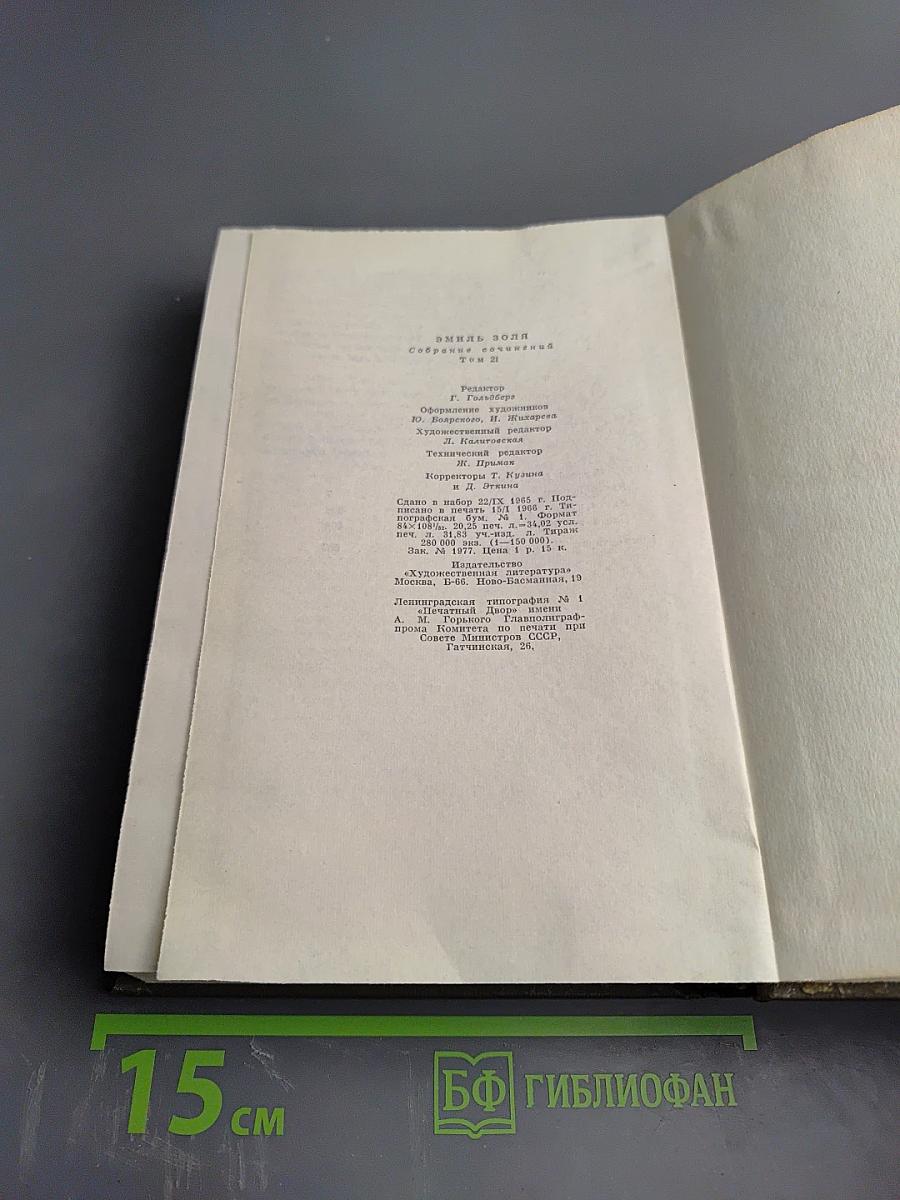 ЭМИЛЬ ЗОЛЯ
Собрание сочинений
Том 21
Редактор
Г. Гольдберг
Оформление художников
Ю. Боярского, И. Жихарева
Художественный редактор
Л. Калитовская
Технический редактор
Ж. Примак
Корректоры Т. Кузина
и Д. Эткина
Сдано в набор 22/IX 1965 г. Под-
писано в печать 15/I 1966 г. Ти-
пографская бум. № 1. Формат
84×108¹/₃₂. 20,25 печ. л.=34,02 усл.
печ. л. 31,83 уч.-изд. л. Тираж
280 000 экз. (1—150 000).
Зак. № 1977. Цена 1 р. 15 к.
Издательство
«Художественная литература»
Москва, Б-66. Ново-Басманная, 19
Ленинградская типография № 1
«Печатный Двор» имени
А. М. Горького Главполиграф-
прома Комитета по печати при
Совете Министров СССР,
Гатчинская, 26.
15 см
БФ ГИБЛИОФАН